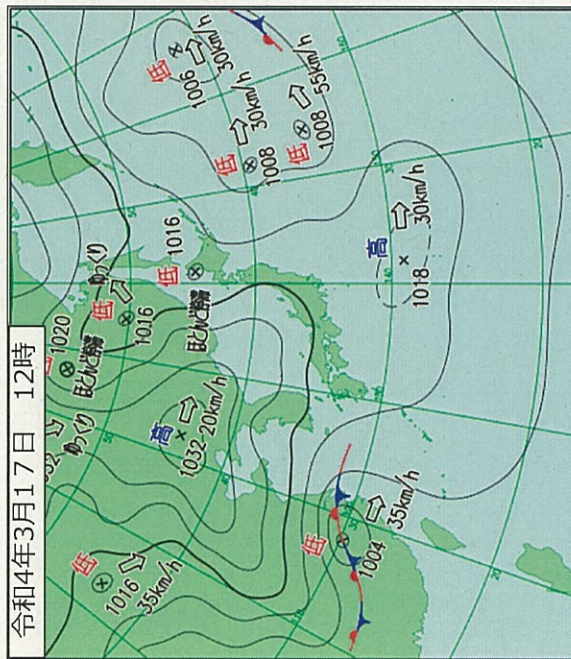 令和4年3月17日 12時
低
1020
ほとんど停滞
ゆっくり
低
1016
ゆっくり
低
1016
ほとんど停滞
高
1032
20km/h
低
1016
35km/h
低
1004
35km/h
高
1018
30km/h
低
1006
30km/h
低
1008
30km/h
低
1008
55km/h